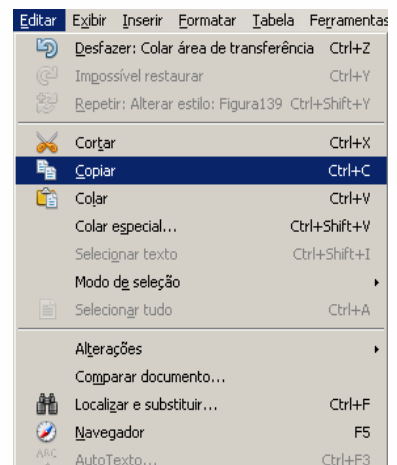 Editar Exibir Inserir Formatar Tabela Ferramentas
Desfazer: Colar área de transferência Ctrl+Z
Impossível restaurar Ctrl+Y
Repetir: Alterar estilo: Figura139 Ctrl+Shift+Y
Cortar Ctrl+X
Copiar Ctrl+C
Colar Ctrl+V
Colar especial... Ctrl+Shift+V
Selecionar texto Ctrl+Shift+I
Modo de seleção
Selecionar tudo Ctrl+A
Alterações
Comparar documento...
Localizar e substituir... Ctrl+F
Navegador F5
ABC AutoTexto... Ctrl+F3